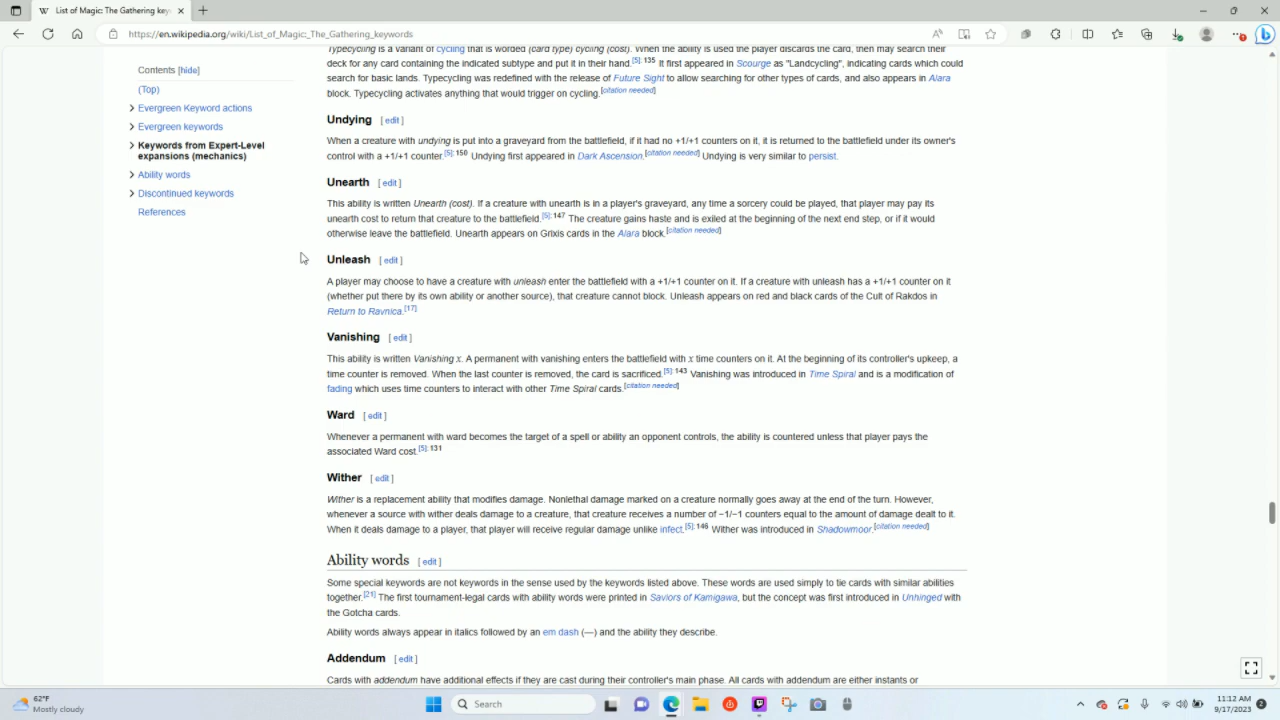 List of Magic: The Gathering key
https://en.wikipedia.org/wiki/List_of_Magic:_The_Gathering_keywords
Contents [hide]
(Top)
Evergreen Keyword actions
Evergreen keywords
Keywords from Expert-Level
expansions (mechanics)
Ability words
Discontinued keywords
References
Typecycling is a variant of cycling that is worded (card type) cycling (cost). When the ability is used the player discards the card, then may search their
deck for any card containing the indicated subtype and put it in their hand.[5]: 135 It first appeared in Scourge as "Landcycling", indicating cards which could
search for basic lands. Typecycling was redefined with the release of Future Sight to allow searching for other types of cards, and also appears in Alara
block. Typecycling activates anything that would trigger on cycling.[citation needed]
Undying [ edit ]
When a creature with undying is put into a graveyard from the battlefield, if it had no +1/+1 counters on it, it is returned to the battlefield under its owner's
control with a +1/+1 counter.[5]: 150 Undying first appeared in Dark Ascension.[citation needed] Undying is very similar to persist.
Unearth [ edit ]
This ability is written Unearth (cost). If a creature with unearth is in a player's graveyard, any time a sorcery could be played, that player may pay its
unearth cost to return that creature to the battlefield.[5]: 147 The creature gains haste and is exiled at the beginning of the next end step, or if it would
otherwise leave the battlefield. Unearth appears on Grixis cards in the Alara block.[citation needed]
Unleash [ edit ]
A player may choose to have a creature with unleash enter the battlefield with a +1/+1 counter on it. If a creature with unleash has a +1/+1 counter on it
(whether put there by its own ability or another source), that creature cannot block. Unleash appears on red and black cards of the Cult of Rakdos in
Return to Ravnica.[17]
Vanishing [ edit ]
This ability is written Vanishing x. A permanent with vanishing enters the battlefield with x time counters on it. At the beginning of its controller's upkeep, a
time counter is removed. When the last counter is removed, the card is sacrificed.[5]: 143 Vanishing was introduced in Time Spiral and is a modification of
fading which uses time counters to interact with other Time Spiral cards.[citation needed]
Ward [ edit ]
Whenever a permanent with ward becomes the target of a spell or ability an opponent controls, the ability is countered unless that player pays the
associated Ward cost.[5]: 131
Wither [ edit ]
Wither is a replacement ability that modifies damage. Nonlethal damage marked on a creature normally goes away at the end of the turn. However,
whenever a source with wither deals damage to a creature, that creature receives a number of −1/−1 counters equal to the amount of damage dealt to it.
When it deals damage to a player, that player will receive regular damage unlike infect.[5]: 146 Wither was introduced in Shadowmoor.[citation needed]
Ability words [ edit ]
Some special keywords are not keywords in the sense used by the keywords listed above. These words are used simply to tie cards with similar abilities
together.[21] The first tournament-legal cards with ability words were printed in Saviors of Kamigawa, but the concept was first introduced in Unhinged with
the Gotcha cards.
Ability words always appear in italics followed by an em dash (—) and the ability they describe.
Addendum [ edit ]
Cards with addendum have additional effects if they are cast during their controller's main phase. All cards with addendum are either instants or
62°F
Mostly cloudy
Search
11:12 AM
9/17/2023